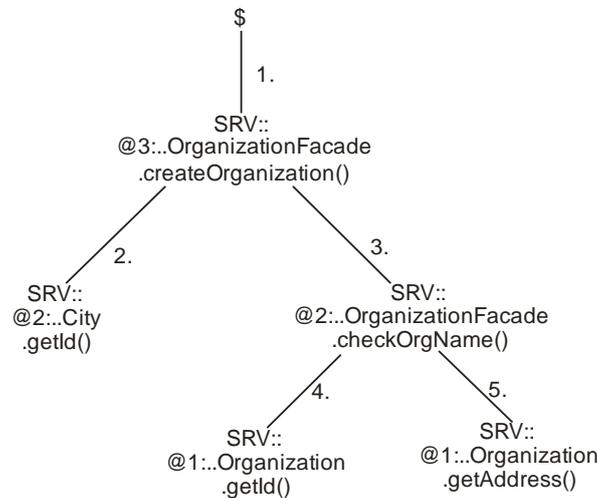 $
1.
SRV::
@3:..OrganizationFacade
.createOrganization()
2.
3.
SRV::
@2:..City
.getId()
SRV::
@2:..OrganizationFacade
.checkOrgName()
4.
5.
SRV::
@1:..Organization
.getId()
SRV::
@1:..Organization
.getAddress()